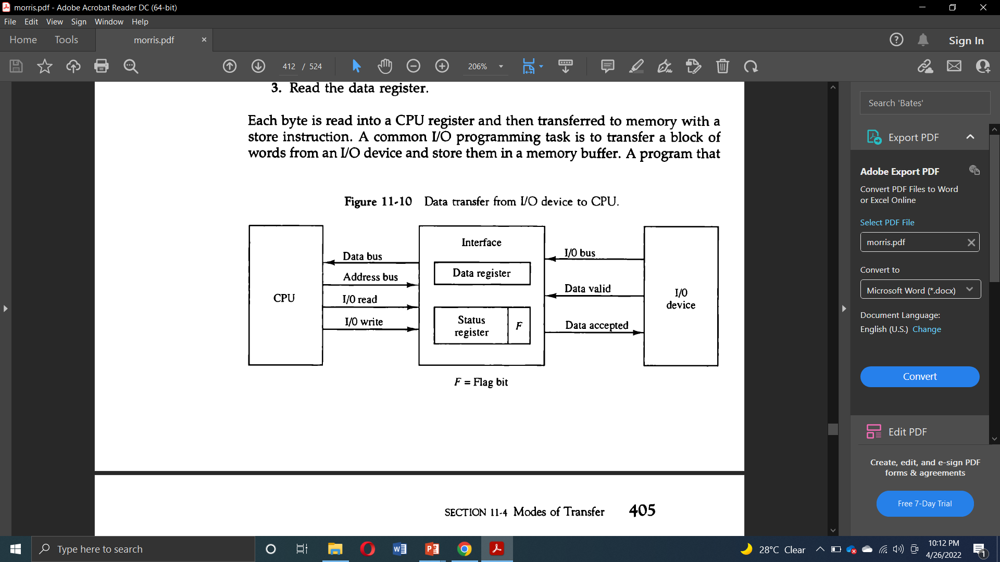 morris.pdf - Adobe Acrobat Reader DC (64-bit)
File Edit View Sign Window Help
Home Tools morris.pdf × Sign In
412 / 524 206%
3. Read the data register.
Each byte is read into a CPU register and then transferred to memory with a
store instruction. A common I/O programming task is to transfer a block of
words from an I/O device and store them in a memory buffer. A program that
Figure 11-10 Data transfer from I/O device to CPU.
CPU
Data bus
Address bus
I/O read
I/O write
Interface
Data register
Status
register
F
I/O bus
Data valid
Data accepted
I/O
device
F = Flag bit
SECTION 11-4 Modes of Transfer 405
Search 'Bates'
Export PDF
Adobe Export PDF
Convert PDF Files to Word
or Excel Online
Select PDF File
morris.pdf
Convert to
Microsoft Word (*.docx)
Document Language:
English (U.S.) Change
Convert
Edit PDF
Create, edit, and e-sign PDF
forms & agreements
Free 7-Day Trial
Type here to search
28°C Clear
10:12 PM
4/26/2022
1